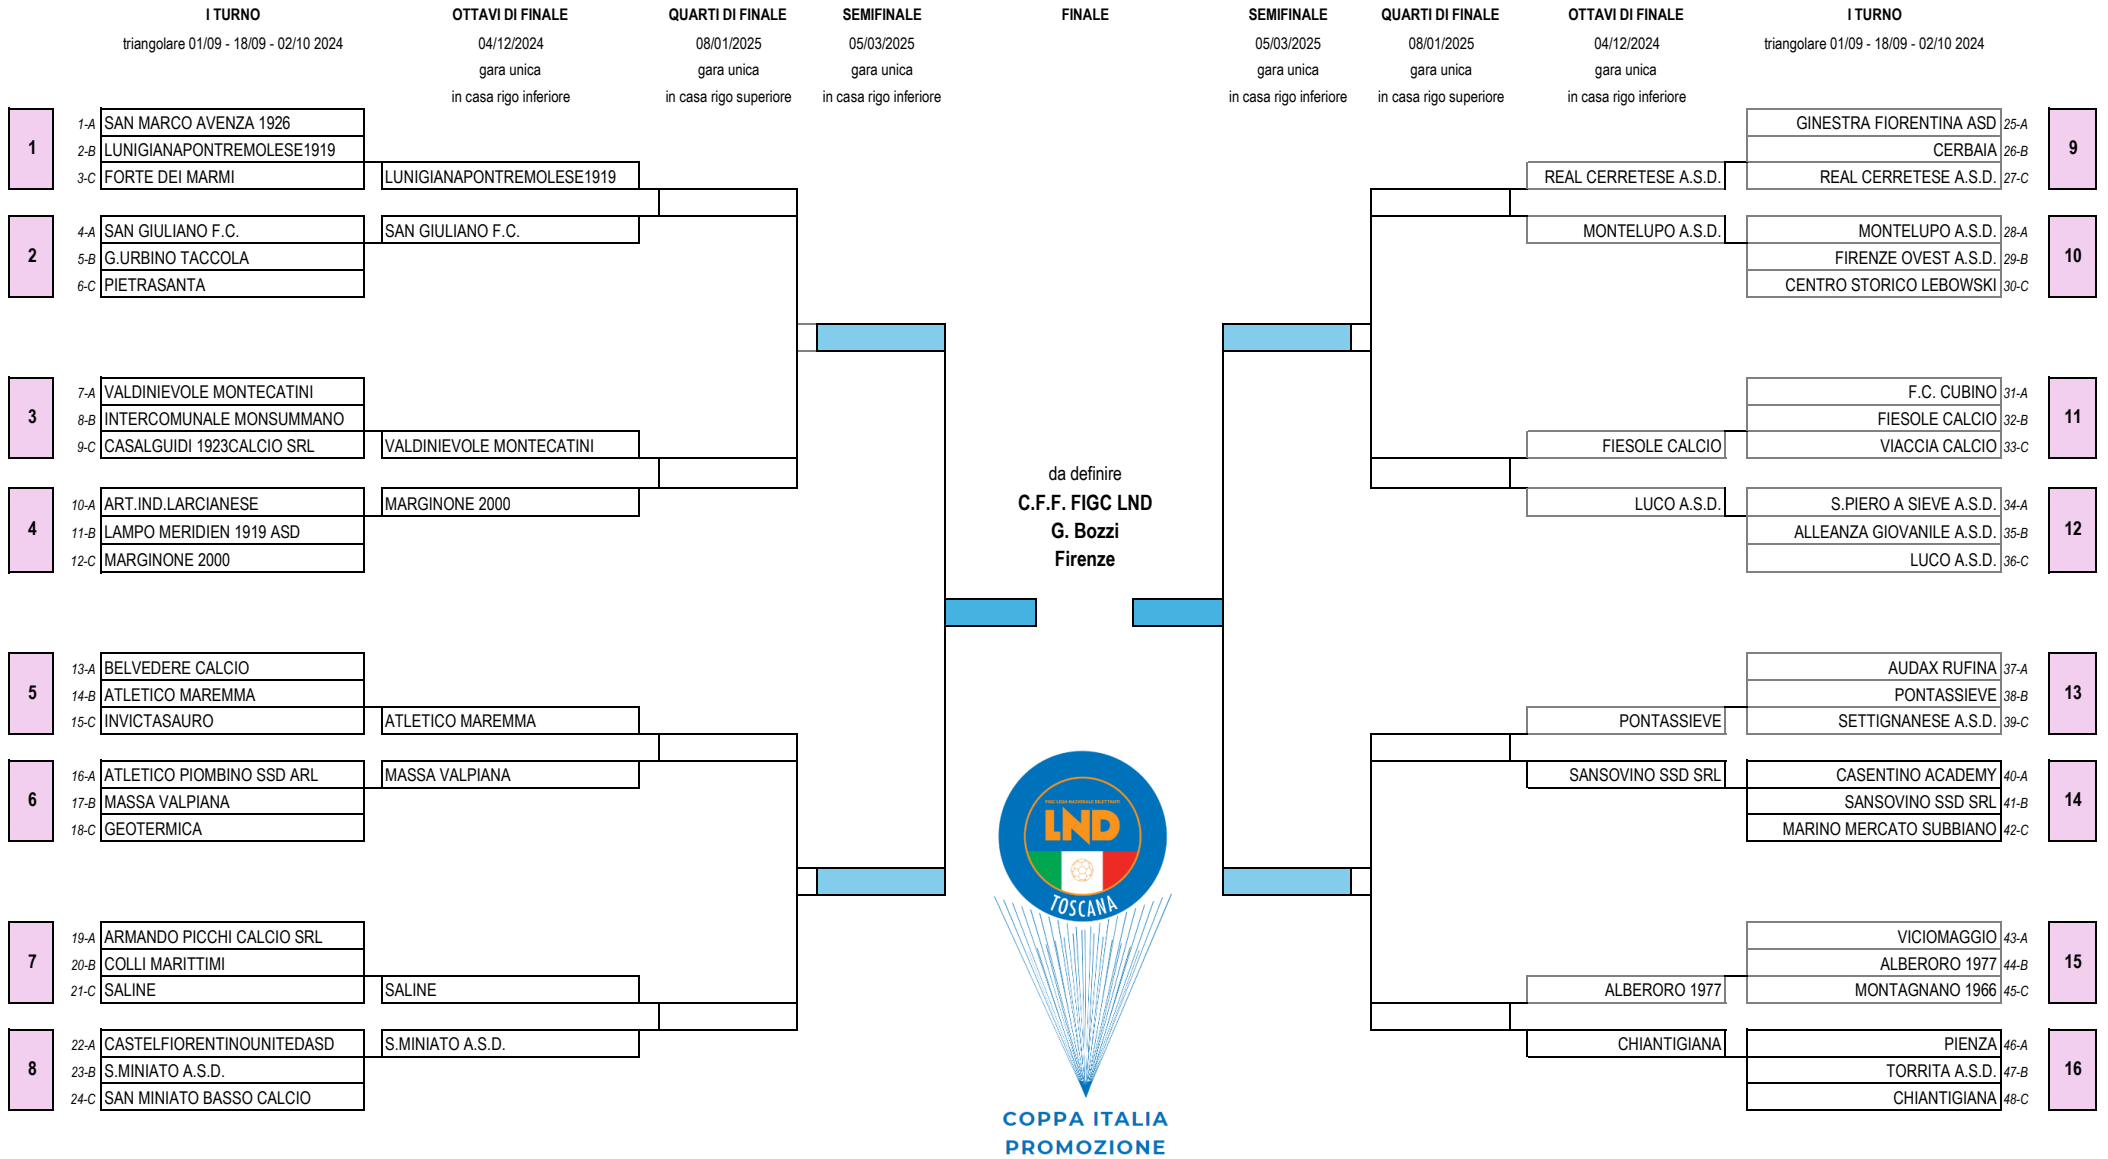 I TURNO OTTAVI DI FINALE QUARTI DI FINALE SEMIFINALE FINALE SEMIFINALE QUARTI DI FINALE OTTAVI DI FINALE I TURNO
triangolare 01/09 - 18/09 - 02/10 2024 04/12/2024 08/01/2025 05/03/2025 05/03/2025 08/01/2025 04/12/2024 triangolare 01/09 - 18/09 - 02/10 2024
gara unica gara unica gara unica gara unica gara unica gara unica
in casa rigo inferiore in casa rigo superiore in casa rigo inferiore in casa rigo inferiore in casa rigo superiore in casa rigo inferiore
1
1-A SAN MARCO AVENZA 1926
2-B LUNIGIANAPONTREMOLESE1919
3-C FORTE DEI MARMI
LUNIGIANAPONTREMOLESE1919
2
4-A SAN GIULIANO F.C.
5-B G.URBINO TACCOLA
6-C PIETRASANTA
SAN GIULIANO F.C.
3
7-A VALDINIEVOLE MONTECATINI
8-B INTERCOMUNALE MONSUMMANO
9-C CASALGUIDI 1923CALCIO SRL
VALDINIEVOLE MONTECATINI
4
10-A ART.IND.LARCIANESE
11-B LAMPO MERIDIEN 1919 ASD
12-C MARGINONE 2000
MARGINONE 2000
5
13-A BELVEDERE CALCIO
14-B ATLETICO MAREMMA
15-C INVICTASAURO
ATLETICO MAREMMA
6
16-A ATLETICO PIOMBINO SSD ARL
17-B MASSA VALPIANA
18-C GEOTERMICA
MASSA VALPIANA
7
19-A ARMANDO PICCHI CALCIO SRL
20-B COLLI MARITTIMI
21-C SALINE
SALINE
8
22-A CASTELFIORENTINOUNITEDASD
23-B S.MINIATO A.S.D.
24-C SAN MINIATO BASSO CALCIO
S.MINIATO A.S.D.
da definire
C.F.F. FIGC LND
G. Bozzi
Firenze
FIGC LEGA NAZIONALE DILETTANTI
LND
TOSCANA
COPPA ITALIA
PROMOZIONE
REAL CERRETESE A.S.D.
GINESTRA FIORENTINA ASD 25-A
CERBAIA 26-B
REAL CERRETESE A.S.D. 27-C
9
MONTELUPO A.S.D.
MONTELUPO A.S.D. 28-A
FIRENZE OVEST A.S.D. 29-B
CENTRO STORICO LEBOWSKI 30-C
10
FIESOLE CALCIO
F.C. CUBINO 31-A
FIESOLE CALCIO 32-B
VIACCIA CALCIO 33-C
11
LUCO A.S.D.
S.PIERO A SIEVE A.S.D. 34-A
ALLEANZA GIOVANILE A.S.D. 35-B
LUCO A.S.D. 36-C
12
PONTASSIEVE
AUDAX RUFINA 37-A
PONTASSIEVE 38-B
SETTIGNANESE A.S.D. 39-C
13
SANSOVINO SSD SRL
CASENTINO ACADEMY 40-A
SANSOVINO SSD SRL 41-B
MARINO MERCATO SUBBIANO 42-C
14
ALBERORO 1977
VICIOMAGGIO 43-A
ALBERORO 1977 44-B
MONTAGNANO 1966 45-C
15
CHIANTIGIANA
PIENZA 46-A
TORRITA A.S.D. 47-B
CHIANTIGIANA 48-C
16